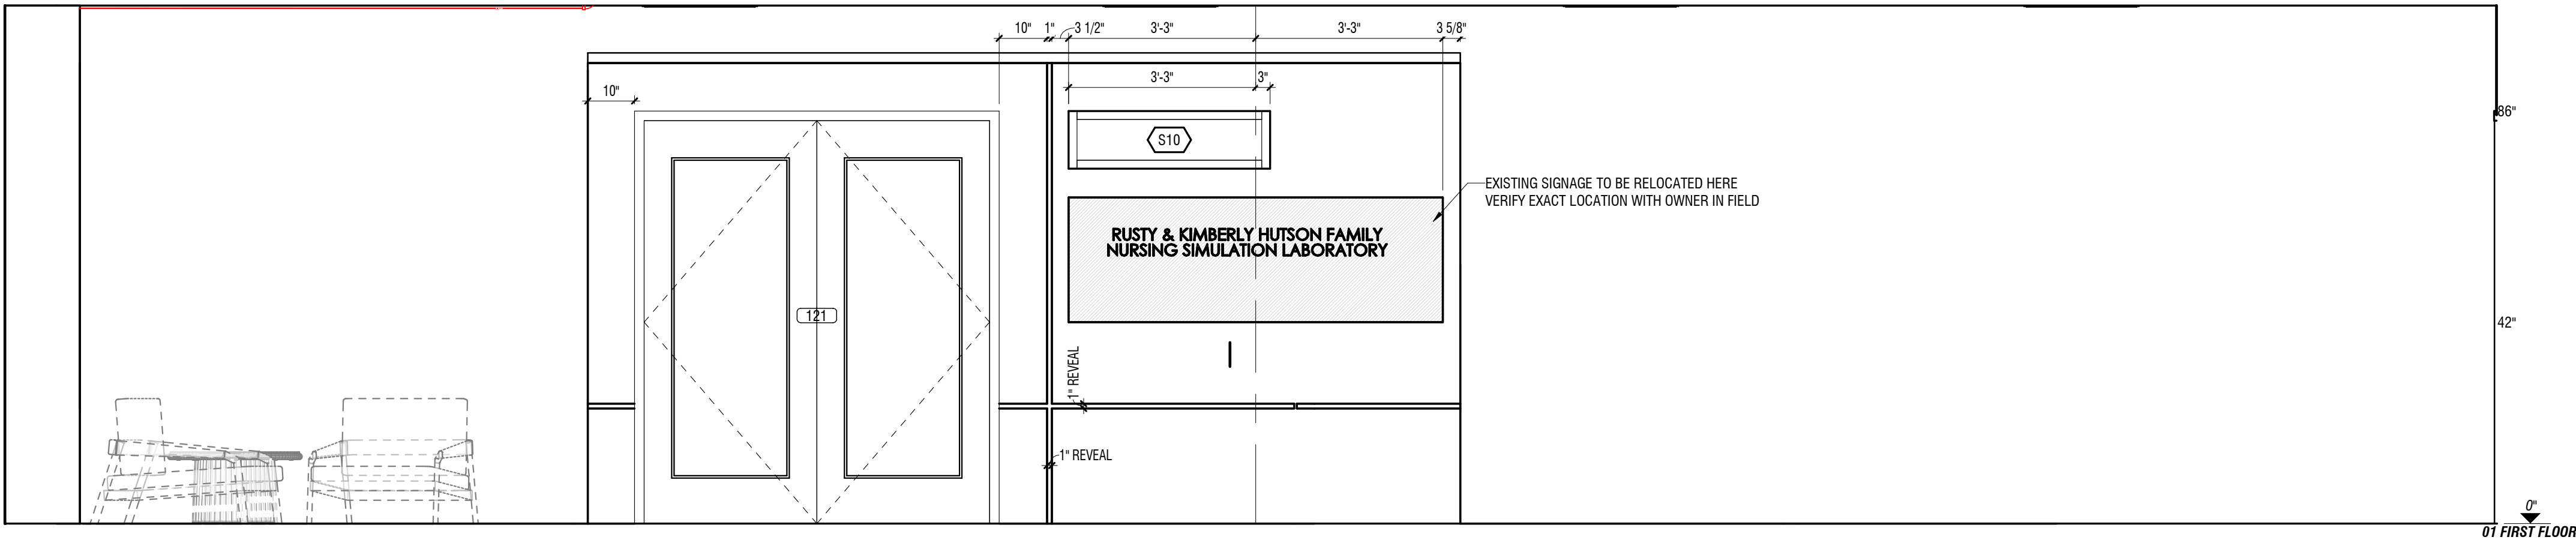 10" 1" 3 1/2" 3'-3" 3'-3" 3 5/8"
3'-3" 3"
10"
86"
S10
EXISTING SIGNAGE TO BE RELOCATED HERE
VERIFY EXACT LOCATION WITH OWNER IN FIELD
RUSTY & KIMBERLY HUTSON FAMILY
NURSING SIMULATION LABORATORY
121
42"
1" REVEAL
1" REVEAL
0"
01 FIRST FLOOR